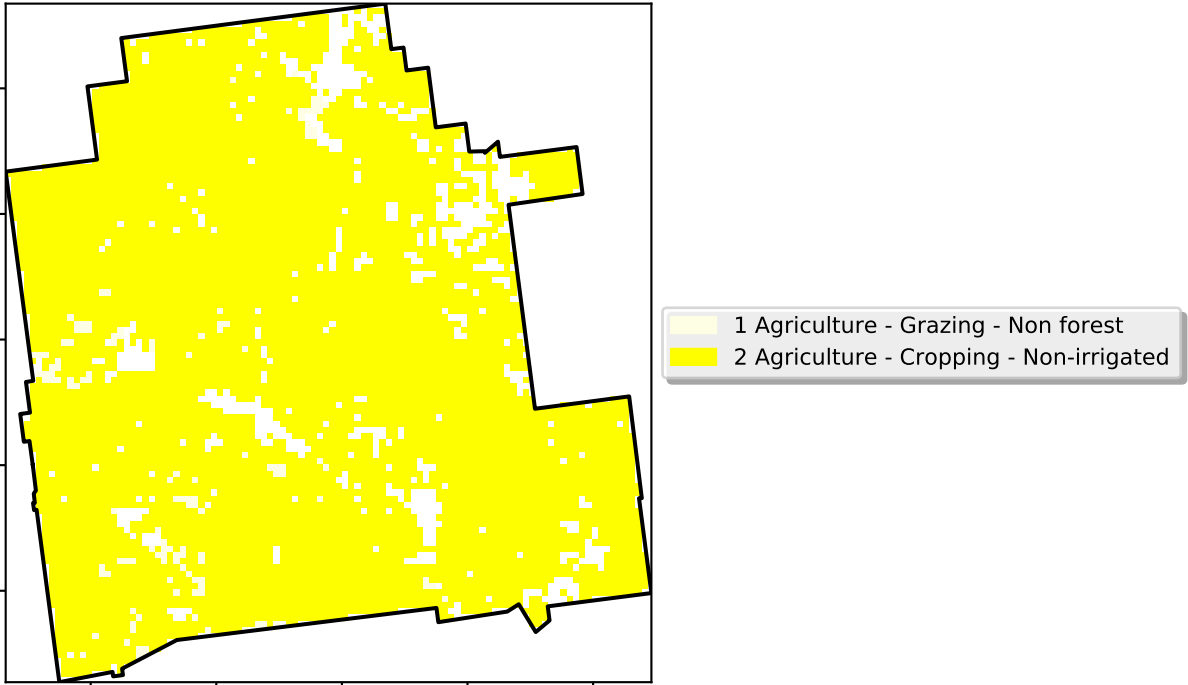 1 Agriculture - Grazing - Non forest
2 Agriculture - Cropping - Non-irrigated